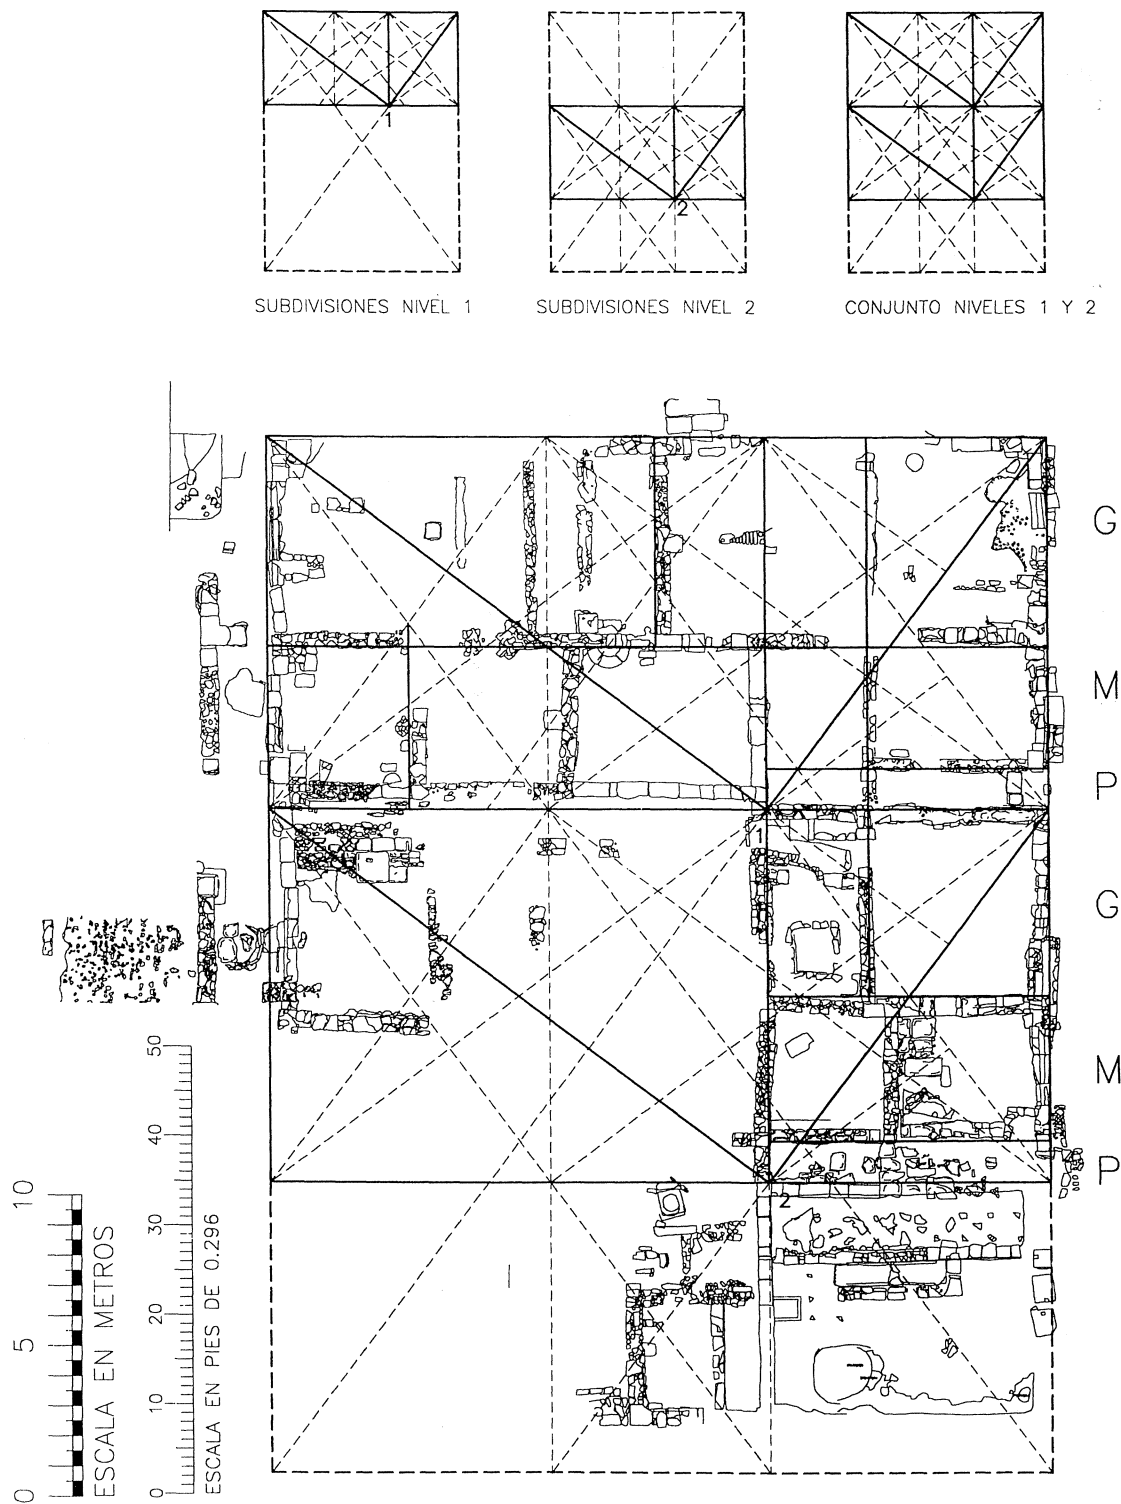 1
2
SUBDIVISIONES NIVEL 1
SUBDIVISIONES NIVEL 2
CONJUNTO NIVELES 1 Y 2
G
M
P
1
G
M
P
2
0 5 10
ESCALA EN METROS
0 10 20 30 40 50
ESCALA EN PIES DE 0.296